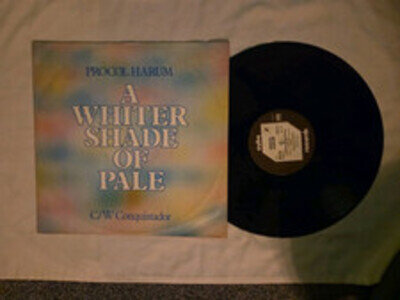 PROCOL HARUM
A
WHITER
SHADE
OF
PALE
C/W Conquistador